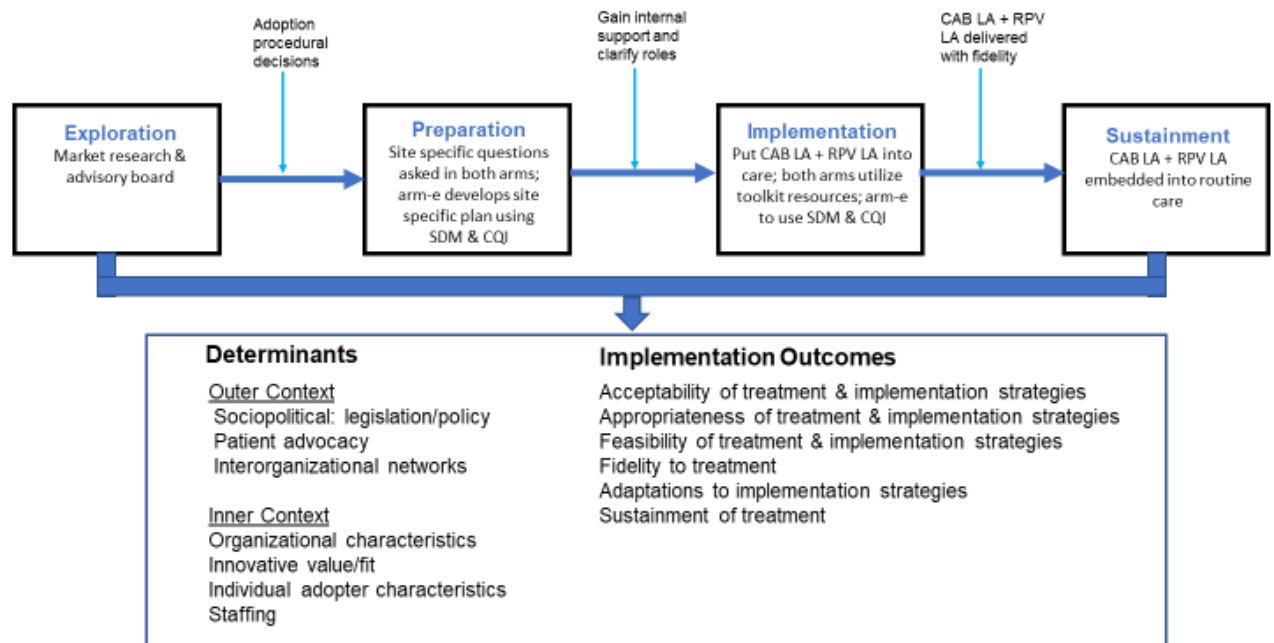 Adoption
procedural
decisions
Gain internal
support and
clarify roles
CAB LA + RPV
LA delivered
with fidelity
Exploration
Market research &
advisory board
Preparation
Site specific questions
asked in both arms;
arm-e develops site
specific plan using
SDM & CQI
Implementation
Put CAB LA + RPV LA into
care; both arms utilize
toolkit resources; arm-e
to use SDM & CQI
Sustainment
CAB LA + RPV LA
embedded into routine
care
Determinants
Outer Context
Sociopolitical: legislation/policy
Patient advocacy
Interorganizational networks
Inner Context
Organizational characteristics
Innovative value/fit
Individual adopter characteristics
Staffing
Implementation Outcomes
Acceptability of treatment & implementation strategies
Appropriateness of treatment & implementation strategies
Feasibility of treatment & implementation strategies
Fidelity to treatment
Adaptations to implementation strategies
Sustainment of treatment